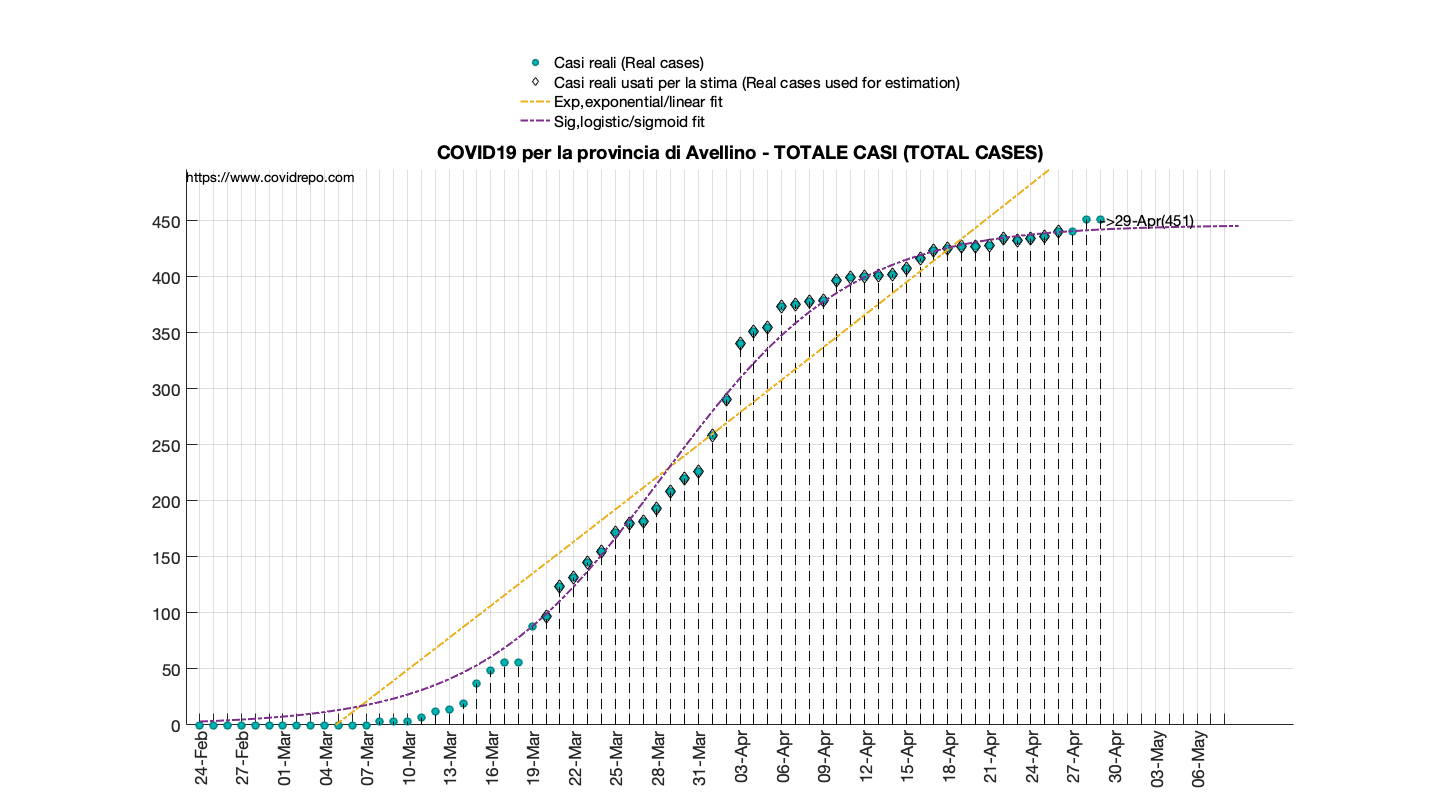 Casi reali (Real cases)
Casi reali usati per la stima (Real cases used for estimation)
Exp,exponential/linear fit
Sig,logistic/sigmoid fit
COVID19 per la provincia di Avellino - TOTALE CASI (TOTAL CASES)
https://www.covidrepo.com
450
->29-Apr(451)
400
350
300
250
200
150
100
50
0
24-Feb
27-Feb
01-Mar
04-Mar
07-Mar
10-Mar
13-Mar
16-Mar
19-Mar
22-Mar
25-Mar
28-Mar
31-Mar
03-Apr
06-Apr
09-Apr
12-Apr
15-Apr
18-Apr
21-Apr
24-Apr
27-Apr
30-Apr
03-May
06-May